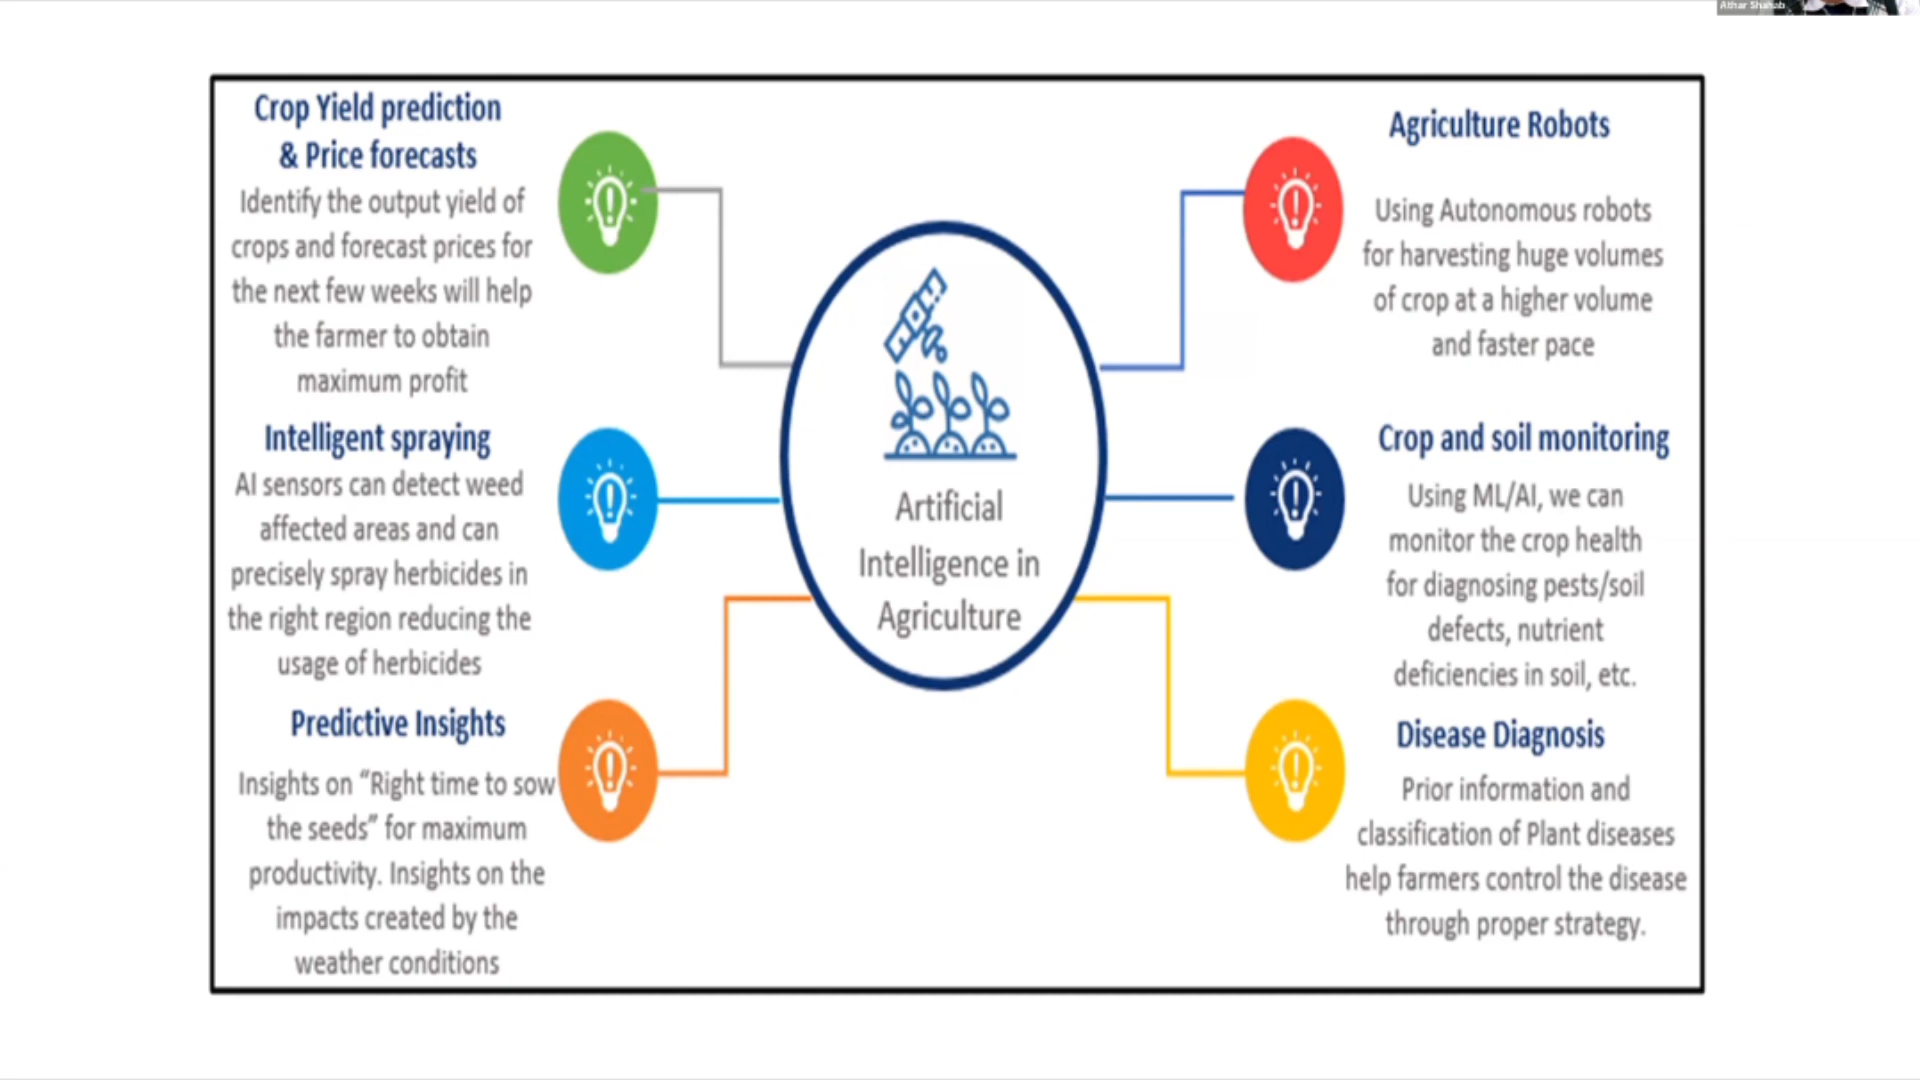 Athar Shahab
Crop Yield prediction
& Price forecasts
Identify the output yield of
crops and forecast prices for
the next few weeks will help
the farmer to obtain
maximum profit
Intelligent spraying
AI sensors can detect weed
affected areas and can
precisely spray herbicides in
the right region reducing the
usage of herbicides
Predictive Insights
Insights on “Right time to sow
the seeds” for maximum
productivity. Insights on the
impacts created by the
weather conditions
Artificial
Intelligence in
Agriculture
Agriculture Robots
Using Autonomous robots
for harvesting huge volumes
of crop at a higher volume
and faster pace
Crop and soil monitoring
Using ML/AI, we can
monitor the crop health
for diagnosing pests/soil
defects, nutrient
deficiencies in soil, etc.
Disease Diagnosis
Prior information and
classification of Plant diseases
help farmers control the disease
through proper strategy.